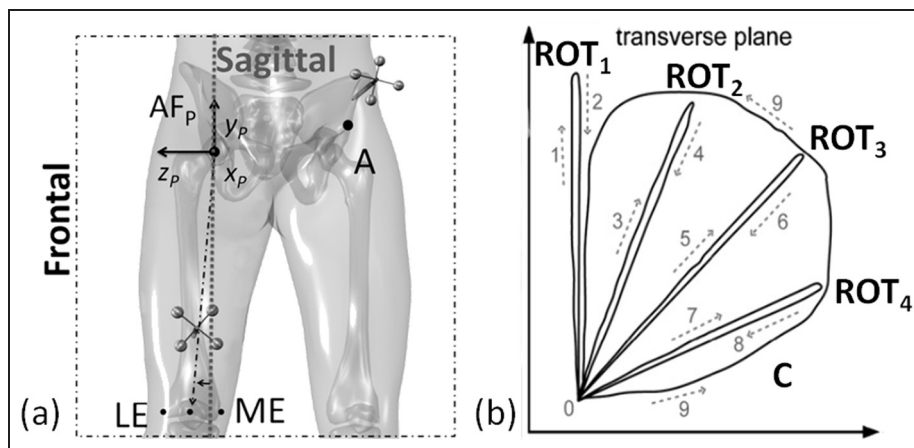 Sagittal
AF_P
y_P
z_P
x_P
A
Frontal
LE
ME
(a)
transverse plane
ROT_1
ROT_2
ROT_3
ROT_4
1
2
3
4
5
6
7
8
9
9
0
C
(b)